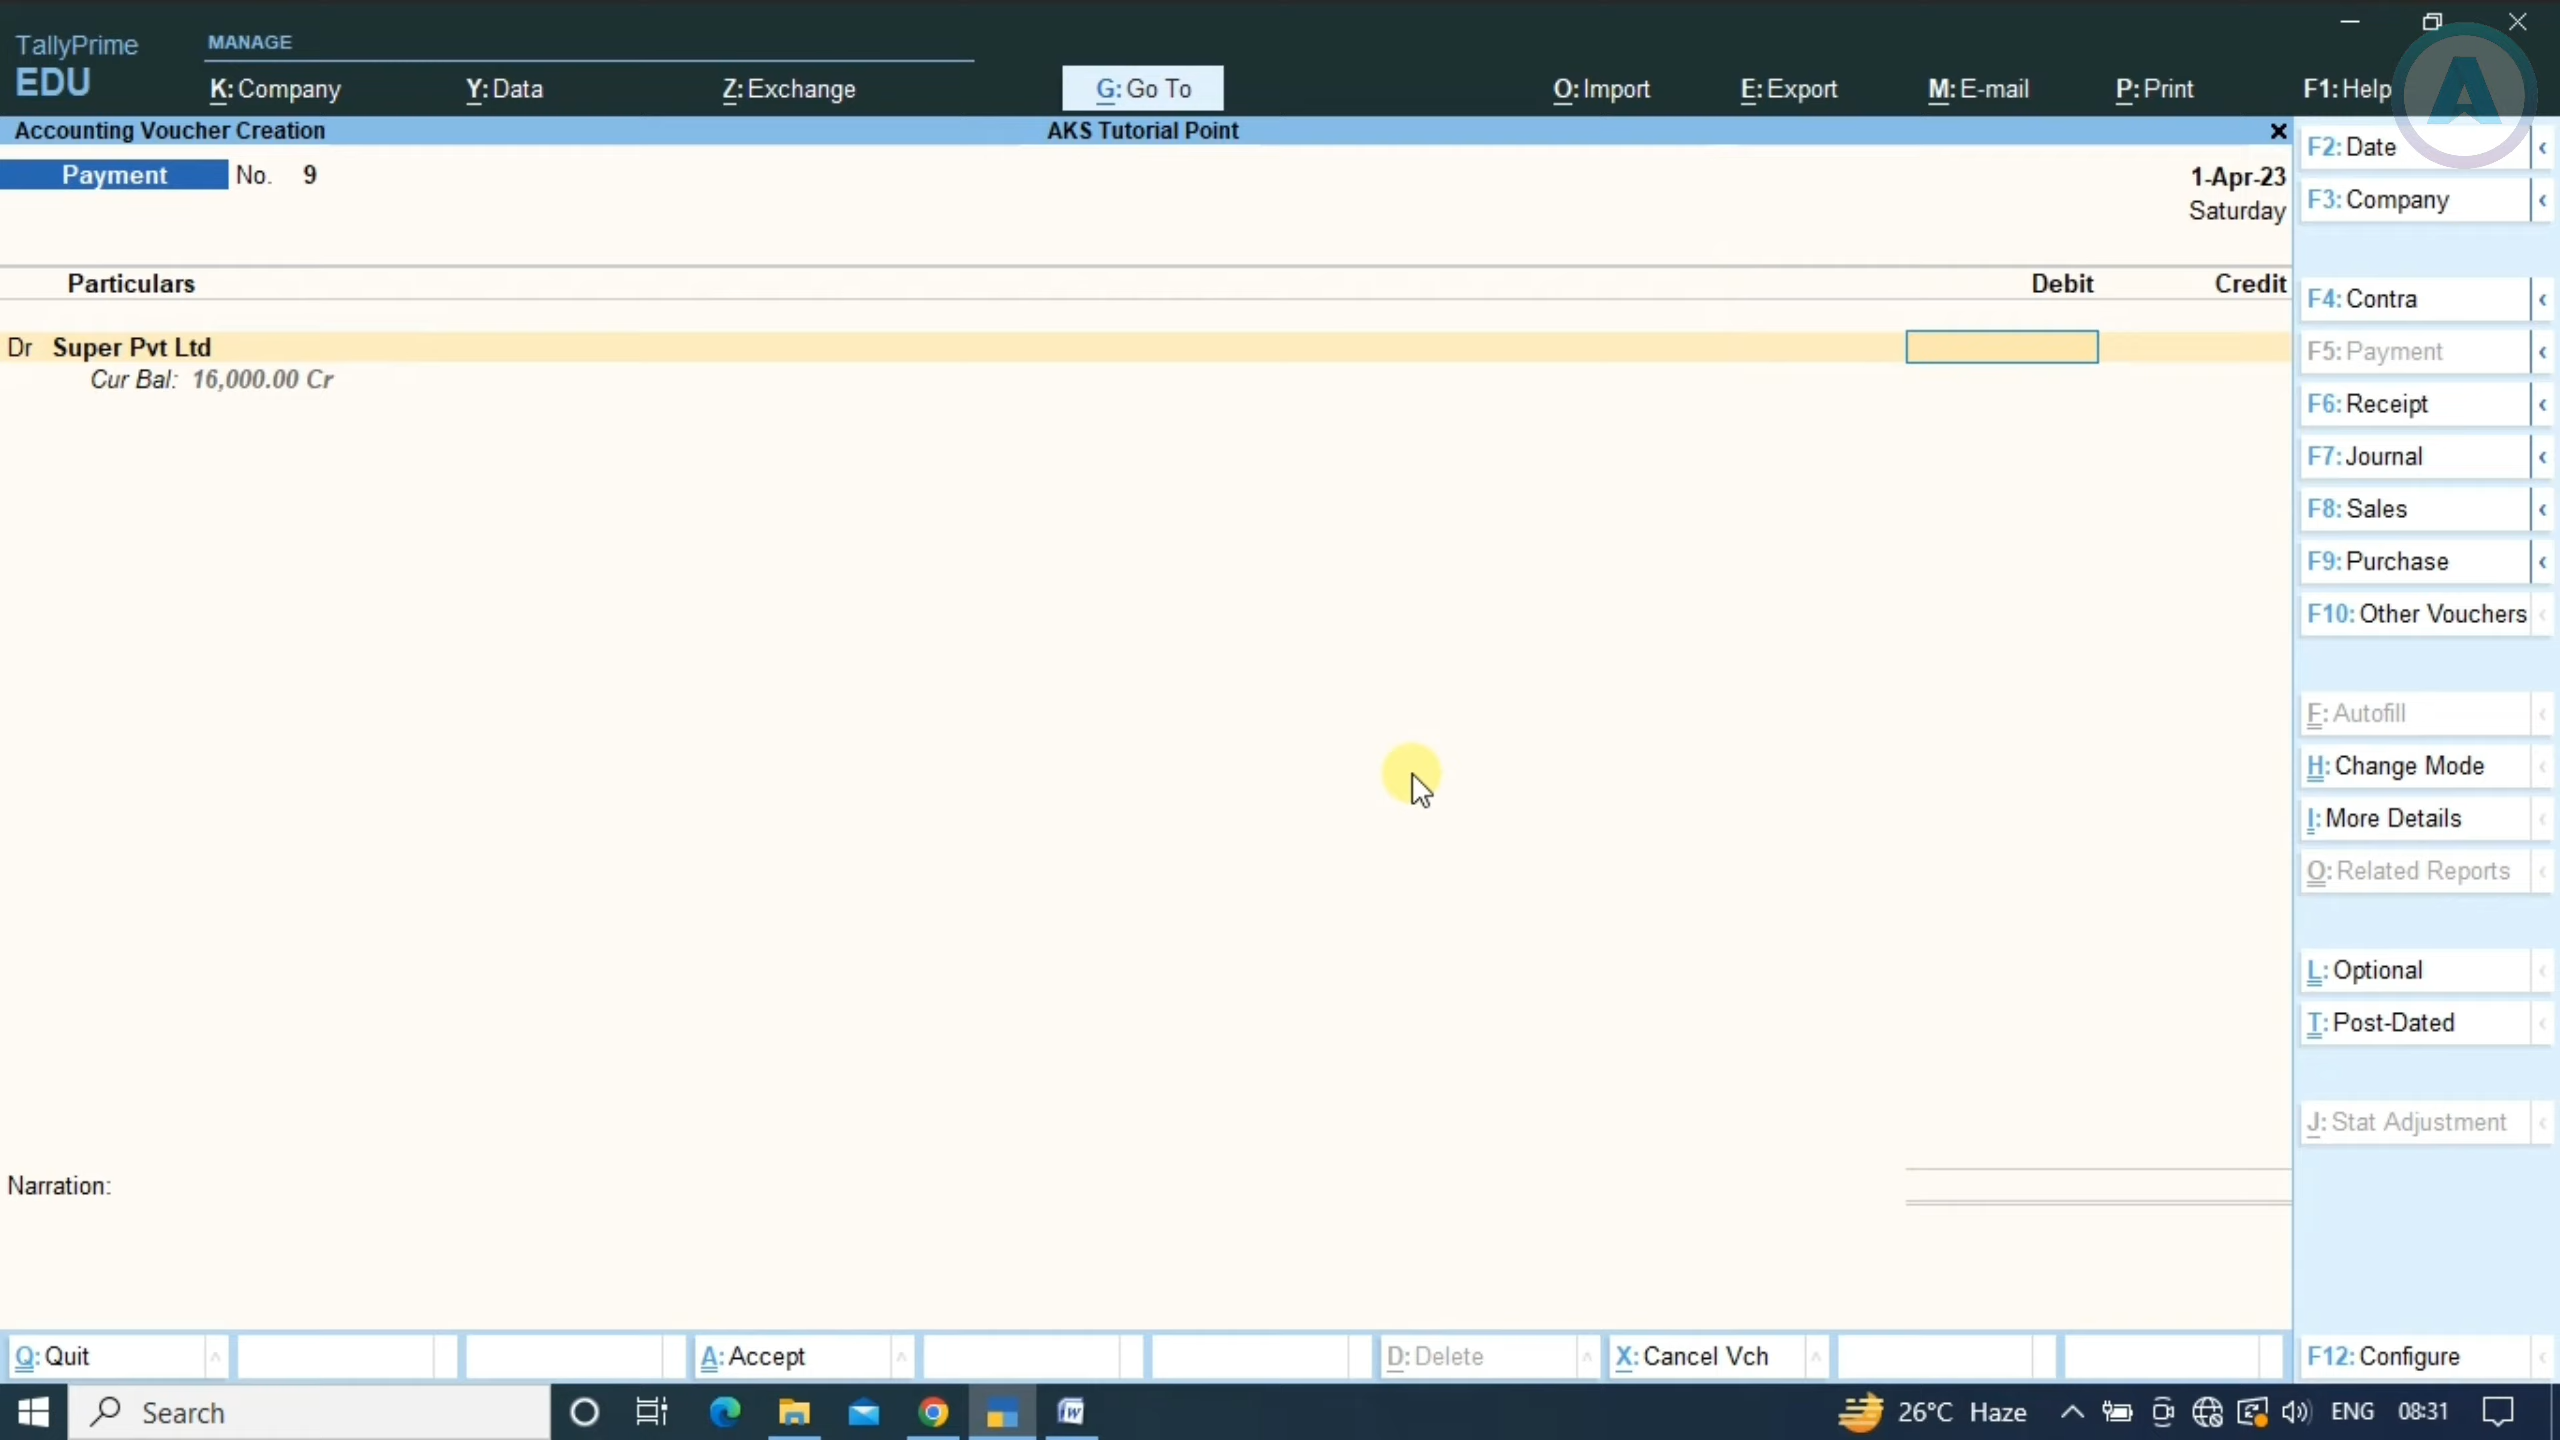 TallyPrime
EDU
MANAGE
K: Company
Y: Data
Z: Exchange
G: Go To
O: Import
E: Export
M: E-mail
P: Print
F1: Help
A
Accounting Voucher Creation
AKS Tutorial Point
Payment No. 9
1-Apr-23
Saturday
Particulars Debit Credit
Dr Super Pvt Ltd
Cur Bal: 16,000.00 Cr
Narration:
F2: Date
F3: Company
F4: Contra
F5: Payment
F6: Receipt
F7: Journal
F8: Sales
F9: Purchase
F10: Other Vouchers
F: Autofill
H: Change Mode
I: More Details
O: Related Reports
L: Optional
T: Post-Dated
J: Stat Adjustment
F12: Configure
Q: Quit
A: Accept
D: Delete
X: Cancel Vch
Search
26°C Haze
ENG
08:31